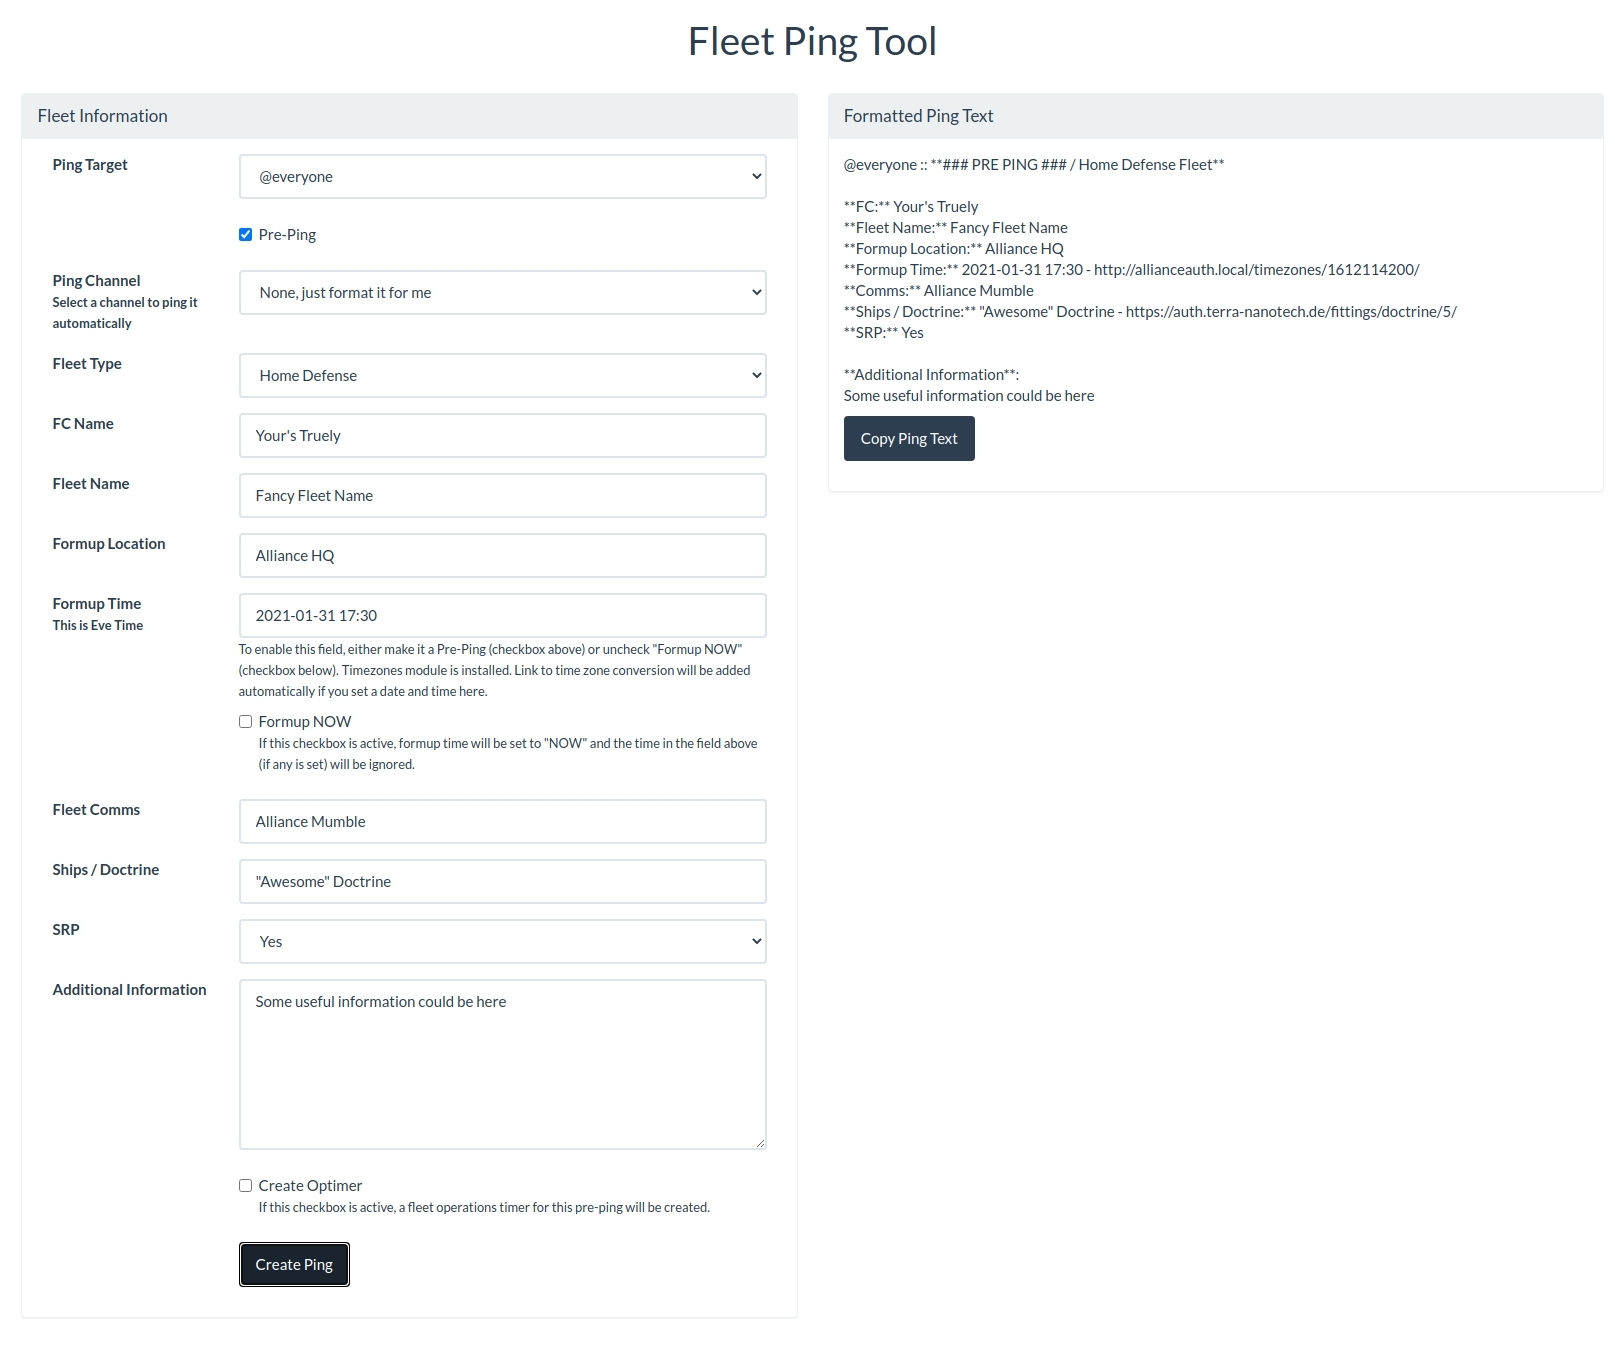 Fleet Ping Tool
Fleet Information
Ping Target
@everyone
Pre-Ping
Ping Channel
Select a channel to ping it
automatically
None, just format it for me
Fleet Type
Home Defense
FC Name
Your's Truely
Fleet Name
Fancy Fleet Name
Formup Location
Alliance HQ
Formup Time
This is Eve Time
2021-01-31 17:30
To enable this field, either make it a Pre-Ping (checkbox above) or uncheck "Formup NOW"
(checkbox below). Timezones module is installed. Link to time zone conversion will be added
automatically if you set a date and time here.
Formup NOW
If this checkbox is active, formup time will be set to "NOW" and the time in the field above
(if any is set) will be ignored.
Fleet Comms
Alliance Mumble
Ships / Doctrine
"Awesome" Doctrine
SRP
Yes
Additional Information
Some useful information could be here
Create Optimer
If this checkbox is active, a fleet operations timer for this pre-ping will be created.
Create Ping
Formatted Ping Text
@everyone :: **### PRE PING ### / Home Defense Fleet**
**FC:** Your's Truely
**Fleet Name:** Fancy Fleet Name
**Formup Location:** Alliance HQ
**Formup Time:** 2021-01-31 17:30 - http://allianceauth.local/timezones/1612114200/
**Comms:** Alliance Mumble
**Ships / Doctrine:** "Awesome" Doctrine - https://auth.terra-nanotech.de/fittings/doctrine/5/
**SRP:** Yes
**Additional Information**:
Some useful information could be here
Copy Ping Text